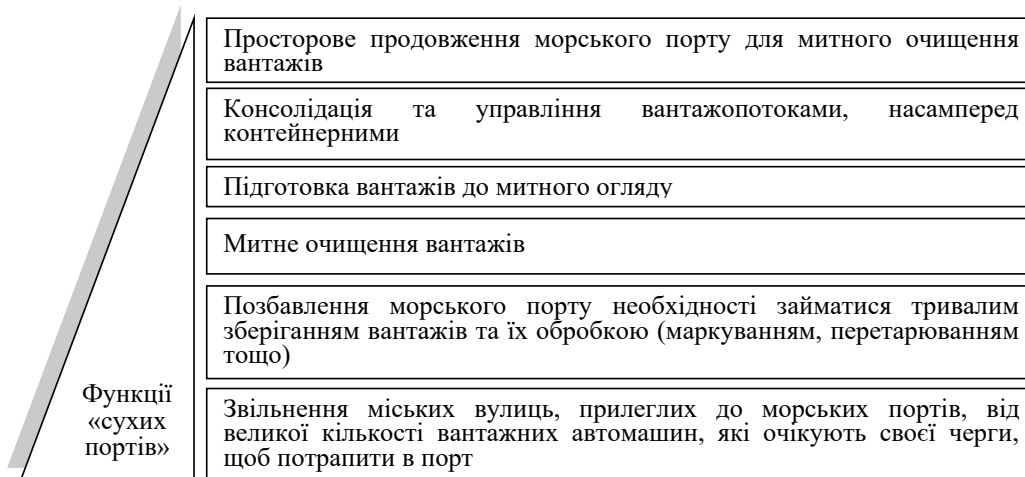 Просторове продовження морського порту для митного очищення
вантажів
Консолідація та управління вантажопотоками, насамперед
контейнерними
Підготовка вантажів до митного огляду
Митне очищення вантажів
Позбавлення морського порту необхідності займатися тривалим
зберіганням вантажів та їх обробкою (маркуванням, перетарюванням
тощо)
Функції
«сухих
портів»
Звільнення міських вулиць, прилеглих до морських портів, від
великої кількості вантажних автомашин, які очікують своєї черги,
щоб потрапити в порт